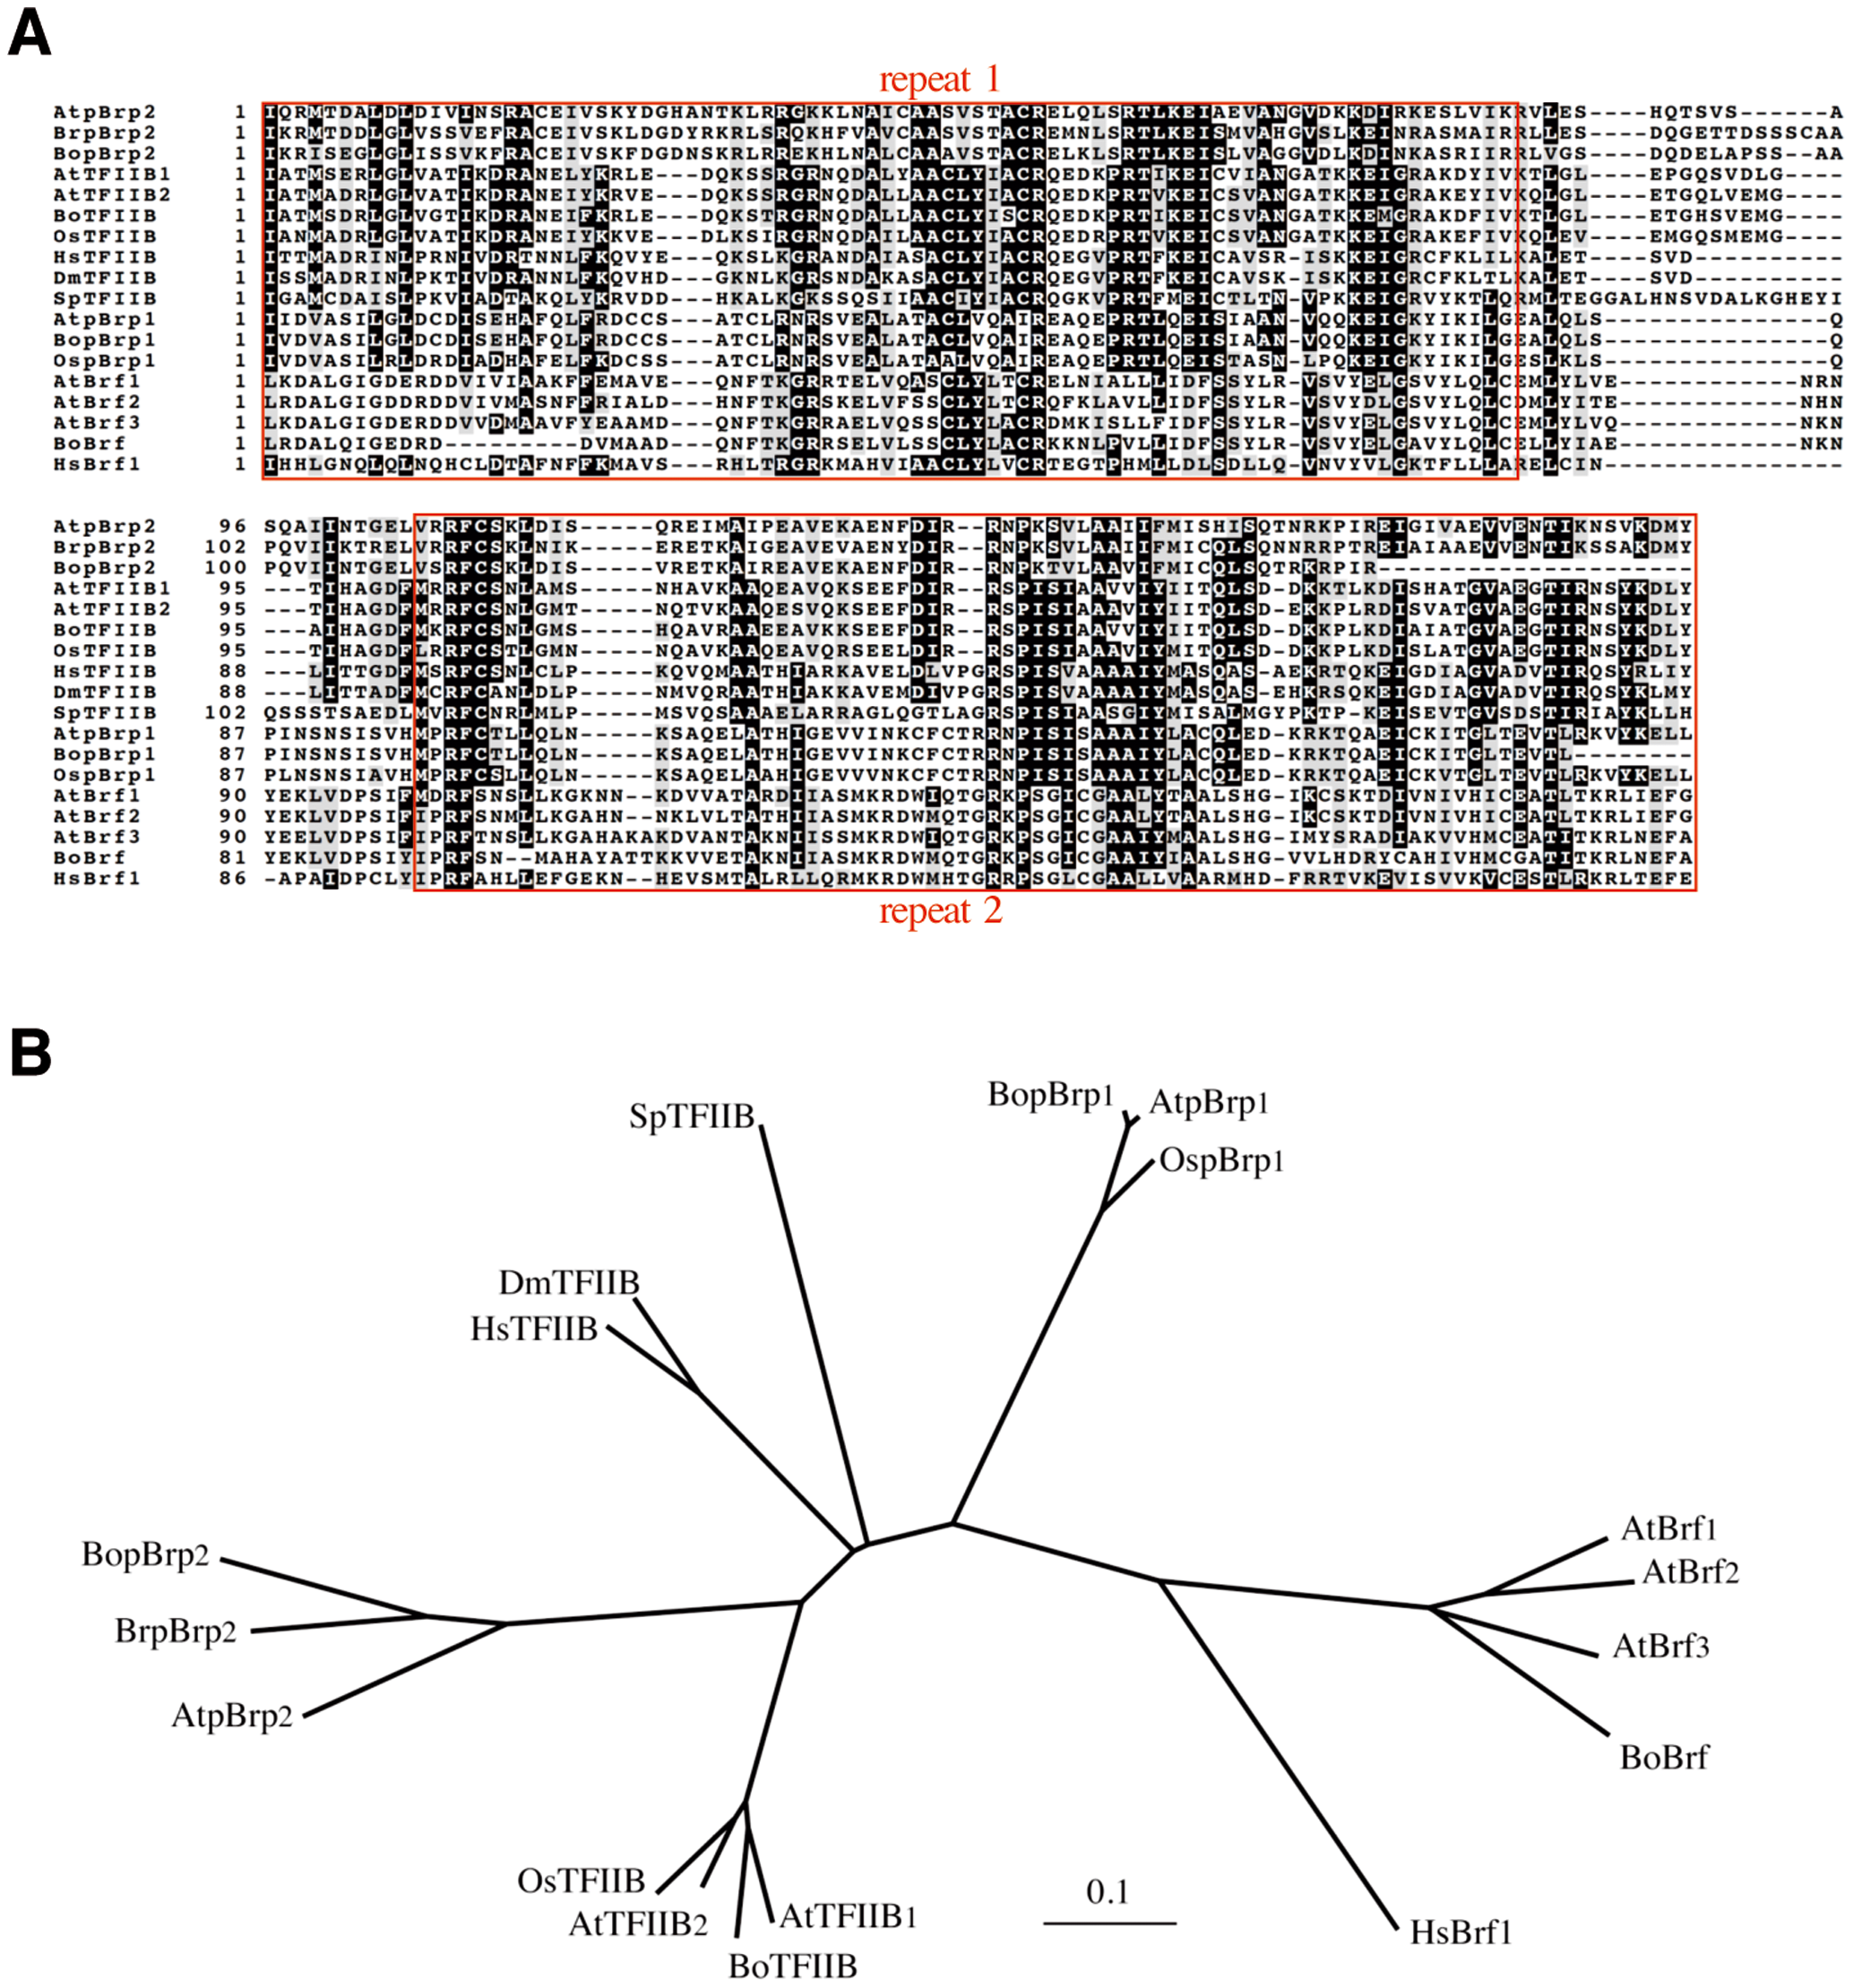 A
repeat 1
AtpBrp2 1 IQRMTDALDLDIVINSRACEIVSKYDGHANTKLRRGKKLNAICAASVSTACRELQLSRTLKEIAEVANGVDKKDIRKESLVIKRVLES----HQTSVS------A
BrpBrp2 1 IKRMTDDLGLVSSVEFRACEIVSKLDGDYRKRLSRQKHFVAVCAASVSTACREMNLSRTLKEISMVAHGVSLKEINRASMAIRRLLES----DQGETTDSSSCAA
BopBrp2 1 IKRISEGLGLISSVKFRACEIVSKFDGDNSKRLRREKHLNALCAAAVSTACRELKLSRTLKEISLVAGGVDLKDINKASRIIRRLVGS----DQDELAPSS--AA
AtTFIIB1 1 IATMSERLGLVATIKDRANELYKRLE---DQKSSRGRNQDALYAACLYIACRQEDKPRTIKEICVIANGATKKEIGRAKDYIVKTLGL----EPGQSVDLG----
AtTFIIB2 1 IATMADRLGLVATIKDRANEIYKRVE---DQKSSRGRNQDALLAACLYIACRQEDKPRTVKEICSVANGATKKEIGRAKEYIVKQLGL----ETGQLVEMG----
BoTFIIB 1 IATMSDRLGLVGTIKDRANEIFKRLE---DQKSTRGRNQDALLAACLYISCRQEDKPRTIKEICSVANGATKKEMGRAKDFIVKTLGL----ETGHSVEMG----
OsTFIIB 1 IANMADRLGLVATIKDRANEIYKKVE---DLKSIRGRNQDAILAACLYIACRQEDRPRTVKEICSVANGATKKEIGRAKEFIVKQLEV----EMGQSMEMG----
HsTFIIB 1 ITTMADRINLPRNIVDRTNNLFKQVYE---QKSLKGRANDAIASACLYIACRQEGVPRTFKEICAVSR-ISKKEIGRCFKLILKALET----SVD----------
DmTFIIB 1 ISSMADRINLPKTIVDRANNLFKQVHD---GKNLKGRSNDAKASACLYIACRQEGVPRTFKEICAVSK-ISKKEIGRCFKLTLKALET----SVD----------
SpTFIIB 1 IGAMCDAISLPKVIADTAKQLYKRVDD---HKALKGKSSQSIIAACIYIACRQGKVPRTFMEICTLTN-VPKKEIGRVYKTLQRMLTEGGALHNSVDALKGHEYI
AtpBrp1 1 IIDVASILGLDCDISEHAFQLFRDCCS---ATCLRNRSVEALATACLVQAIREAQEPRTLQEISIAAN-VQQKEIGKYIKILGEALQLS---------------Q
BopBrp1 1 IVDVASILGLDCDISEHAFQLFRDCCS---ATCLRNRSVEALATACLVQAIREAQEPRTLQEISIAAN-VQQKEIGKYIKILGEALQLS---------------Q
OspBrp1 1 IVDVASILRLDRDIADHAFELFKDCSS---ATCLRNRSVEALATAALVQAIREAQEPRTLQEISTASN-LPQKEIGKYIKILGESLKLS---------------Q
AtBrf1 1 LKDALGIGDERDDVIVIAAKFFEMAVE---QNFTKGRRTELVQASCLYLTCRELNIALLLIDFSSYLR-VSVYELGSVYLQLCEMLYLVE------------NRN
AtBrf2 1 LRDALGIGDDRDDVIVMASNFFRIALD---HNFTKGRSKELVFSSCLYLTCRQFKLAVLLIDFSSYLR-VSVYDLGSVYLQLCDMLYITE------------NHN
AtBrf3 1 LKDALGIGDERDDVVDMAAVFYEAAMD---QNFTKGRRAELVQSSCLYLACRDMKISLLFIDFSSYLR-VSVYELGSVYLQLCEMLYLVQ------------NKN
BoBrf 1 LRDALQIGEDRD---------DVMAAD---QNFTKGRRSELVLSSCLYLACRKKNLPVLLIDFSSYLR-VSVYELGAVYLQLCELLYIAE------------NKN
HsBrf1 1 IHHLGNQLQLNQHCLDTAFNFFKMAVS---RHLTRGRKMAHVIAACLYLVCRTEGTPHMLLDLSDLLQ-VNVYVLGKTFLLLARELCIN----------------
AtpBrp2 96 SQAIINTGELVRRFCSKLDIS-----QREIMAIPEAVEKAENFDIR--RNPKSVLAAIIFMISHISQTNRKPIREIGIVAEVVENTIKNSVKDMY
BrpBrp2 102 PQVIIKTRELVRRFCSKLNIK-----ERETKAIGEAVEVAENYDIR--RNPKSVLAAIIFMICQLSQNNRRPTREIAIAAEVVENTIKSSAKDMY
BopBrp2 100 PQVIINTGELVSRFCSKLDIS-----VRETKAIREAVEKAENFDIR--RNPKTVLAAVIFMICQLSQTRKRPIR---------------------
AtTFIIB1 95 ---TIHAGDFMRRFCSNLAMS-----NHAVKAAQEAVQKSEEFDIR--RSPISIAAVVIYIITQLSD-DKKTLKDISHATGVAEGTIRNSYKDLY
AtTFIIB2 95 ---TIHAGDFMRRFCSNLGMT-----NQTVKAAQESVQKSEEFDIR--RSPISIAAAVIYIITQLSD-EKKPLRDISVATGVAEGTIRNSYKDLY
BoTFIIB 95 ---AIHAGDFMKRFCSNLGMS-----HQAVRAAEEAVKKSEEFDIR--RSPISIAAVVIYIITQLSD-DKKPLKDIAIATGVAEGTIRNSYKDLY
OsTFIIB 95 ---TIHAGDFLRRFCSTLGMN-----NQAVKAAQEAVQRSEELDIR--RSPISIAAAVIYMITQLSD-DKKPLKDISLATGVAEGTIRNSYKDLY
HsTFIIB 88 ---LITTGDFMSRFCSNLCLP-----KQVQMAATHIARKAVELDLVPGRSPISVAAAAIYMASQAS-AEKRTQKEIGDIAGVADVTIRQSYRLIY
DmTFIIB 88 ---LITTADFMCRFCANLDLP-----NMVQRAATHIAKKAVEMDIVPGRSPISVAAAAIYMASQAS-EHKRSQKEIGDIAGVADVTIRQSYKLMY
SpTFIIB 102 QSSSTSAEDLMVRFCNRLMLP-----MSVQSAAAELARRAGLQGTLAGRSPISIAASGIYMISALMGYPKTP-KEISEVTGVSDSTIRIAYKLLH
AtpBrp1 87 PINSNSISVHMPRFCTLLQLN-----KSAQELATHIGEVVINKCFCTRRNPISISAAAIYLACQLED-KRKTQAEICKITGLTEVTLRKVYKELL
BopBrp1 87 PINSNSISVHMPRFCTLLQLN-----KSAQELATHIGEVVINKCFCTRRNPISISAAAIYLACQLED-KRKTQAEICKITGLTEVTL--------
OspBrp1 87 PLNSNSIAVHMPRFCSLLQLN-----KSAQELAAHIGEVVVNKCFCTRRNPISISAAAIYLACQLED-KRKTQAEICKVTGLTEVTLRKVYKELL
AtBrf1 90 YEKLVDPSIFMDRFSNSLLKGKNN--KDVVATARDIIASMKRDWIQTGRKPSGICGAALYTAALSHG-IKCSKTDIVNIVHICEATLTKRLIEFG
AtBrf2 90 YEKLVDPSIFIPRFSNMLLKGAHN--NKLVLTATHIIASMKRDWMQTGRKPSGICGAALYTAALSHG-IKCSKTDIVNIVHICEATLTKRLIEFG
AtBrf3 90 YEELVDPSIFIPRFTNSLLKGAHAKAKDVANTAKNIISSMKRDWIQTGRKPSGICGAAIYMAALSHG-IMYSRADIAKVVHMCEATITKRLNEFA
BoBrf 81 YEKLVDPSIYIPRFSN--MAHAYATTKKVVETAKNIIASMKRDWMQTGRKPSGICGAAIYIAALSHG-VVLHDRYCAHIVHMCGATITKRLNEFA
HsBrf1 86 -APAIDPCLYIPRFAHLLEFGEKN--HEVSMTALRLLQRMKRDWMHTGRRPSGLCGAALLVAARMHD-FRRTVKEVISVVKVCESTLRKRLTEFE
repeat 2
B
BopBrp1
AtpBrp1
SpTFIIB
OspBrp1
DmTFIIB
HsTFIIB
AtBrf1
BopBrp2
AtBrf2
BrpBrp2
AtBrf3
AtpBrp2
BoBrf
OsTFIIB
0.1
AtTFIIB1
AtTFIIB2
HsBrf1
BoTFIIB